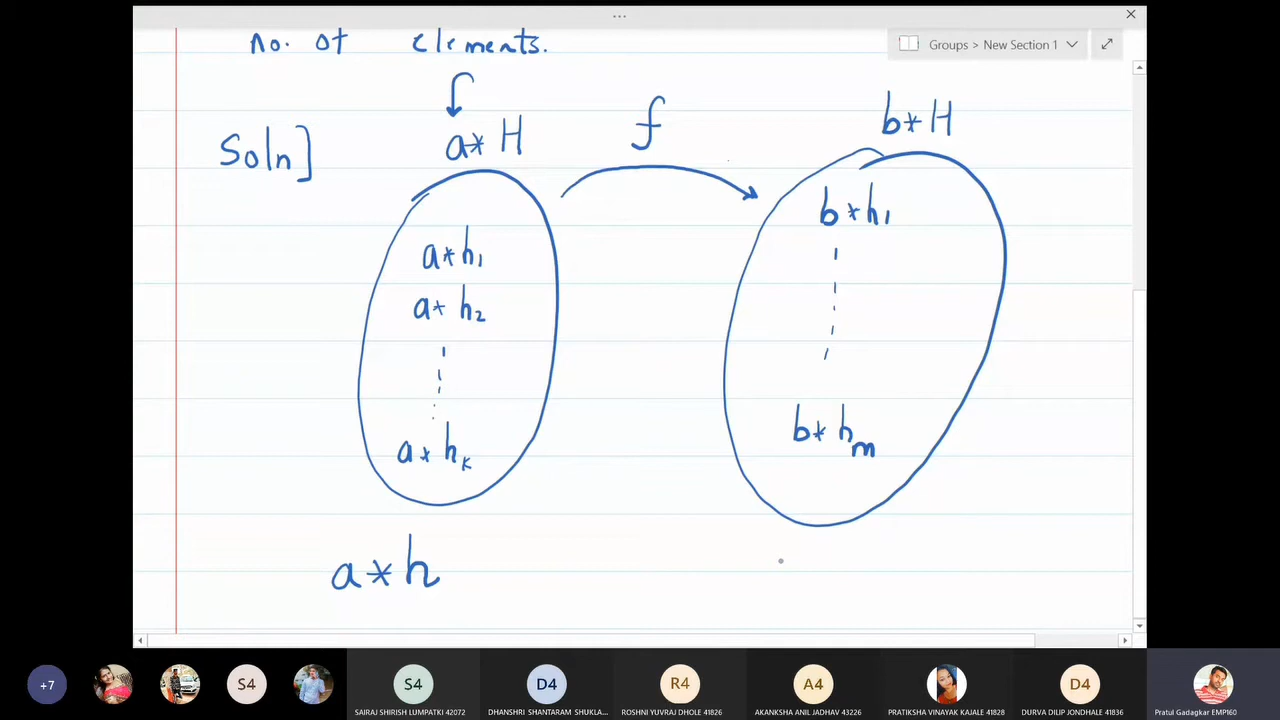 no. of elements.
Groups > New Section 1
Soln]
a* H
f
b* H
a*h1
a* h2
a* hk
b*h1
b* hm
a*h
+7
S4
S4
D4
R4
A4
D4
SAIRAJ SHIRISH LUMPATKI 42072
DHANSHRI SHANTARAM SHUKLA...
ROSHNI YUVRAJ DHOLE 41826
AKANKSHA ANIL JADHAV 43226
PRATIKSHA VINAYAK KAJALE 41828
DURVA DILIP JONDHALE 41836
Pratul Gadagkar EMP160